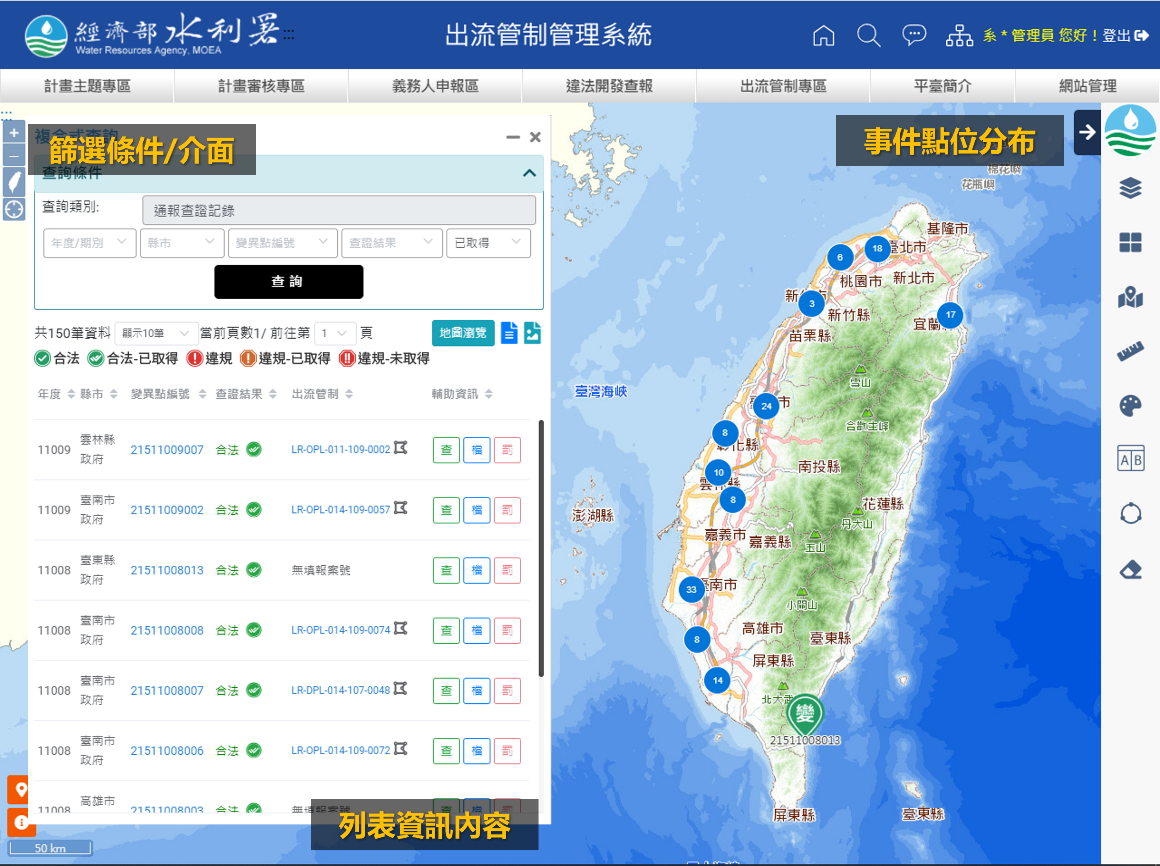 經濟部水利署
Water Resources Agency, MOEA
出流管制管理系統
系*管理員 您好！登出
計畫主題專區
計畫審核專區
義務人申報區
違法開發查報
出流管制專區
平臺簡介
網站管理
篩選條件/介面
查詢條件
查詢類別:
通報查證記錄
年度/期別
縣市
變異點編號
查證結果
已取得
查詢
共150筆資料 顯示10筆 當前頁數1/ 前往第 1 頁
地圖瀏覽
合法 合法-已取得 違規 違規-已取得 違規-未取得
年度 縣市 變異點編號 查證結果 出流管制 輔助資訊
11009 雲林縣政府 21511009007 合法 LR-OPL-011-109-0002 查 檔 罰
11009 臺南市政府 21511009002 合法 LR-OPL-014-109-0057 查 檔 罰
11008 臺東縣政府 21511008013 合法 無填報案號 查 檔 罰
11008 臺南市政府 21511008008 合法 LR-OPL-014-109-0074 查 檔 罰
11008 臺南市政府 21511008007 合法 LR-DPL-014-107-0048 查 檔 罰
11008 臺南市政府 21511008006 合法 LR-OPL-014-109-0072 查 檔 罰
11008 高雄市 21511008003 合法
列表資訊內容
50 km
事件點位分布
棉花嶼
花瓶嶼
基隆市
18
臺北市
6
桃園市
新北市
3
新竹縣
17
宜蘭
苗栗縣
雪山
臺灣海峽
24
合歡主峰
8
彰化縣
10
南投縣
8
花蓮縣
澎湖縣
丹大山
嘉義市
嘉義縣
玉山
33
臺南市
小關山
高雄市
8
臺東縣
屏東縣
14
北大武
變
21511008013
屏東縣
臺東縣
A B